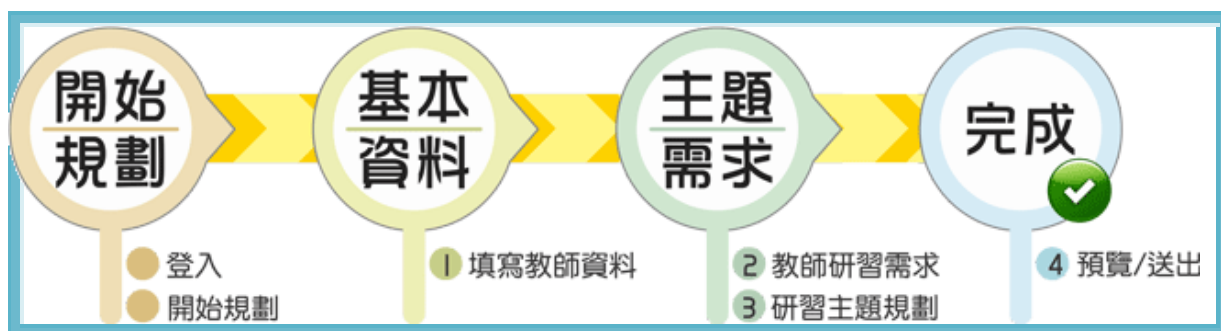 開始
規劃
基本
資料
主題
需求
完成
登入
開始規劃
1 填寫教師資料
2 教師研習需求
3 研習主題規劃
4 預覽/送出